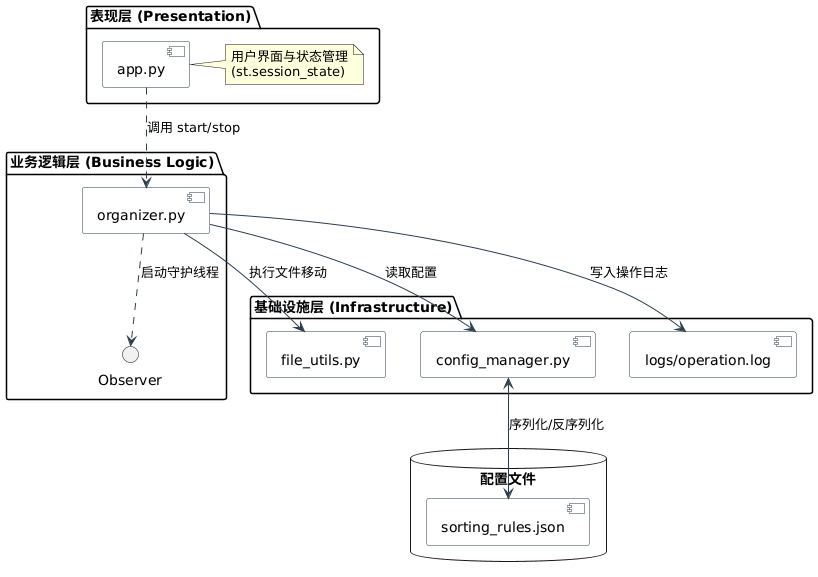 表现层 (Presentation)
app.py
用户界面与状态管理
(st.session_state)
调用 start/stop
业务逻辑层 (Business Logic)
organizer.py
启动守护线程
执行文件移动
读取配置
写入操作日志
Observer
基础设施层 (Infrastructure)
file_utils.py
config_manager.py
logs/operation.log
序列化/反序列化
配置文件
sorting_rules.json